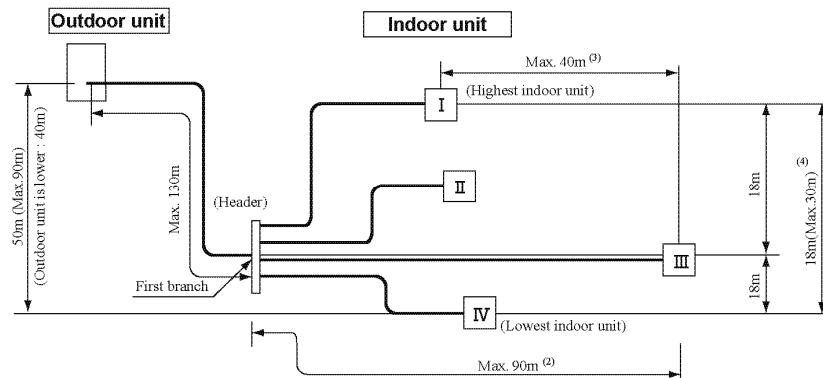 Outdoor unit
Indoor unit
Max. 40m (3)
I
(Highest indoor unit)
50m (Max.90m)
(Outdoor unit is lower : 40m)
Max. 130m
(Header)
II
18m
18m(Max.30m) (4)
III
First branch
18m
IV
(Lowest indoor unit)
Max. 90m (2)